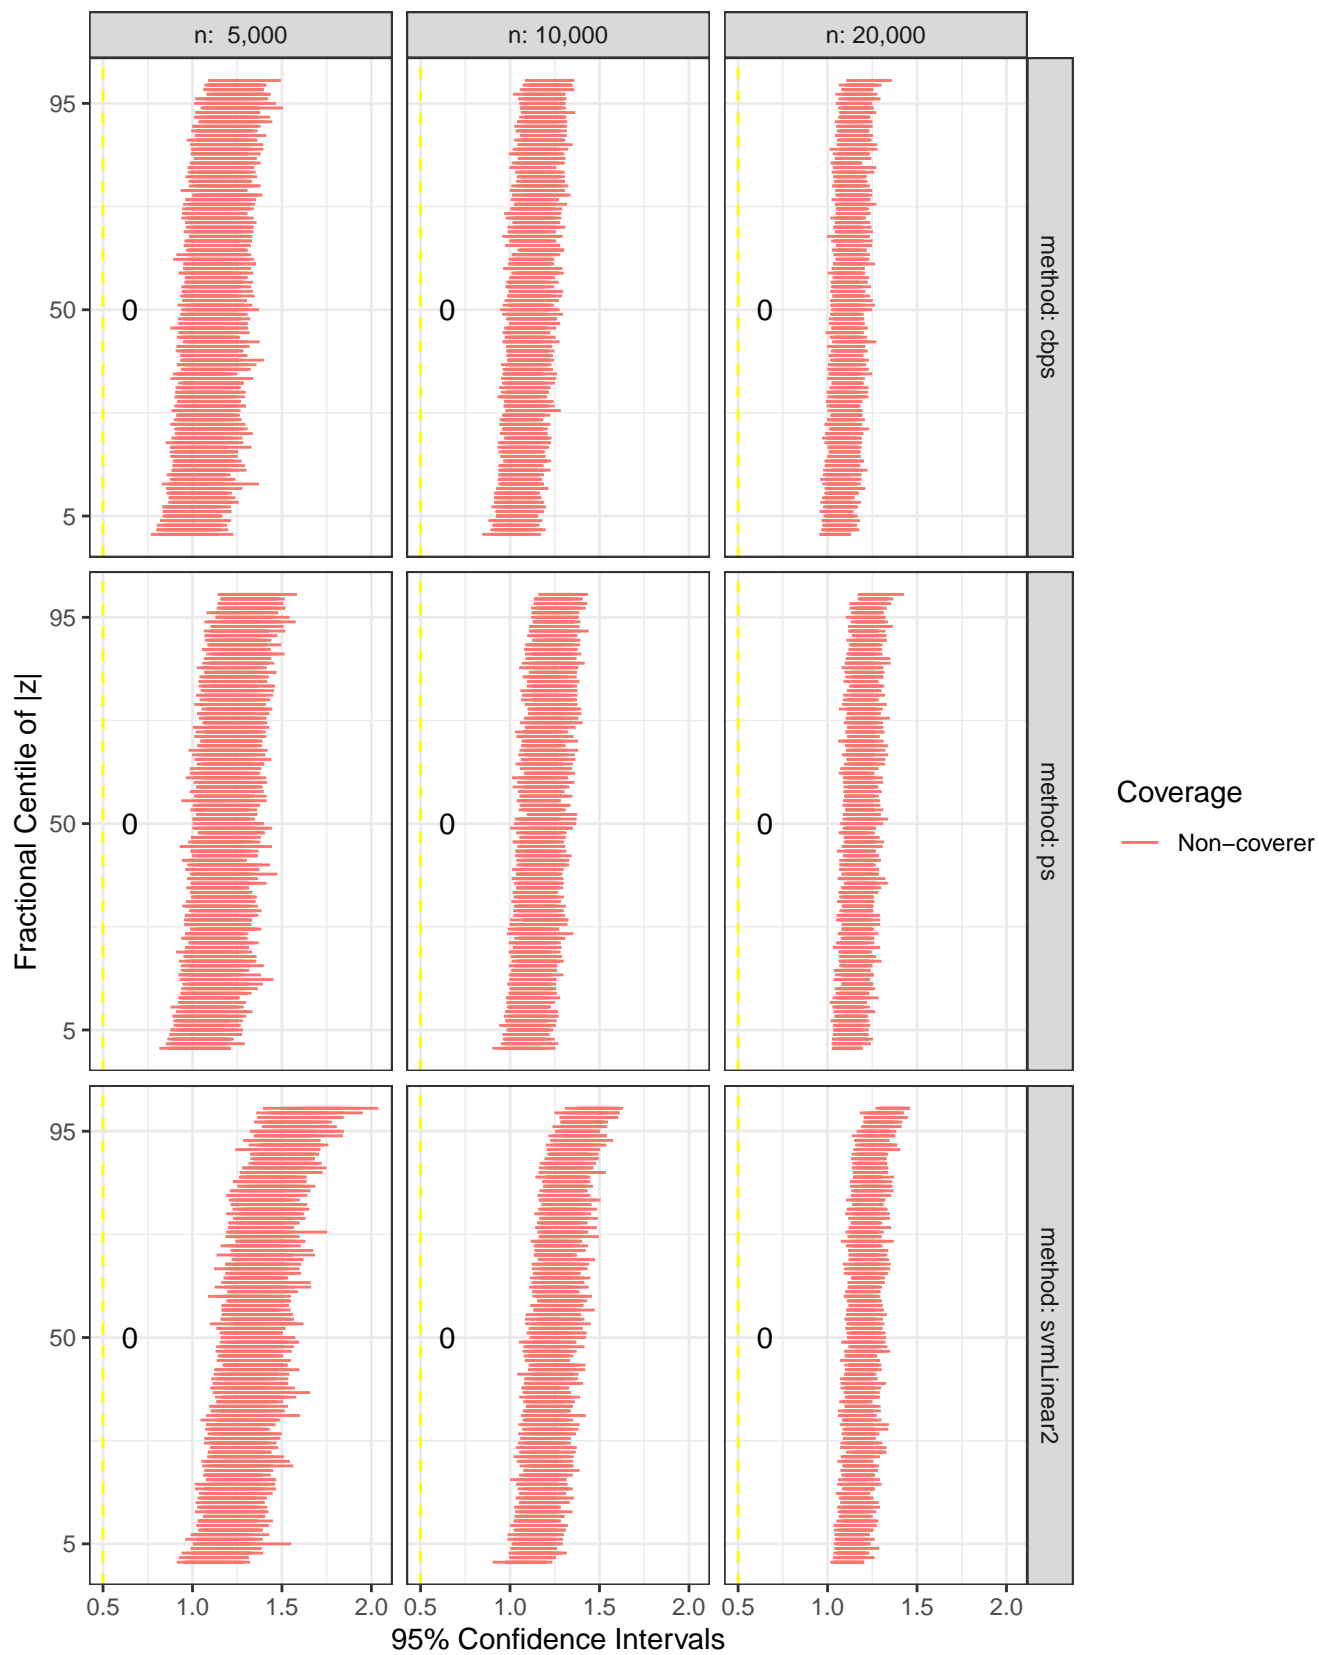 n:  5,000
n: 10,000
n: 20,000
95
50
5
0
0
0
method: cbps
95
50
5
0
0
0
method: ps
95
50
5
0
0
0
method: svmLinear2
Fractional Centile of |z|
0.5 1.0 1.5 2.0
0.5 1.0 1.5 2.0
0.5 1.0 1.5 2.0
95% Confidence Intervals
Coverage
Non−coverer